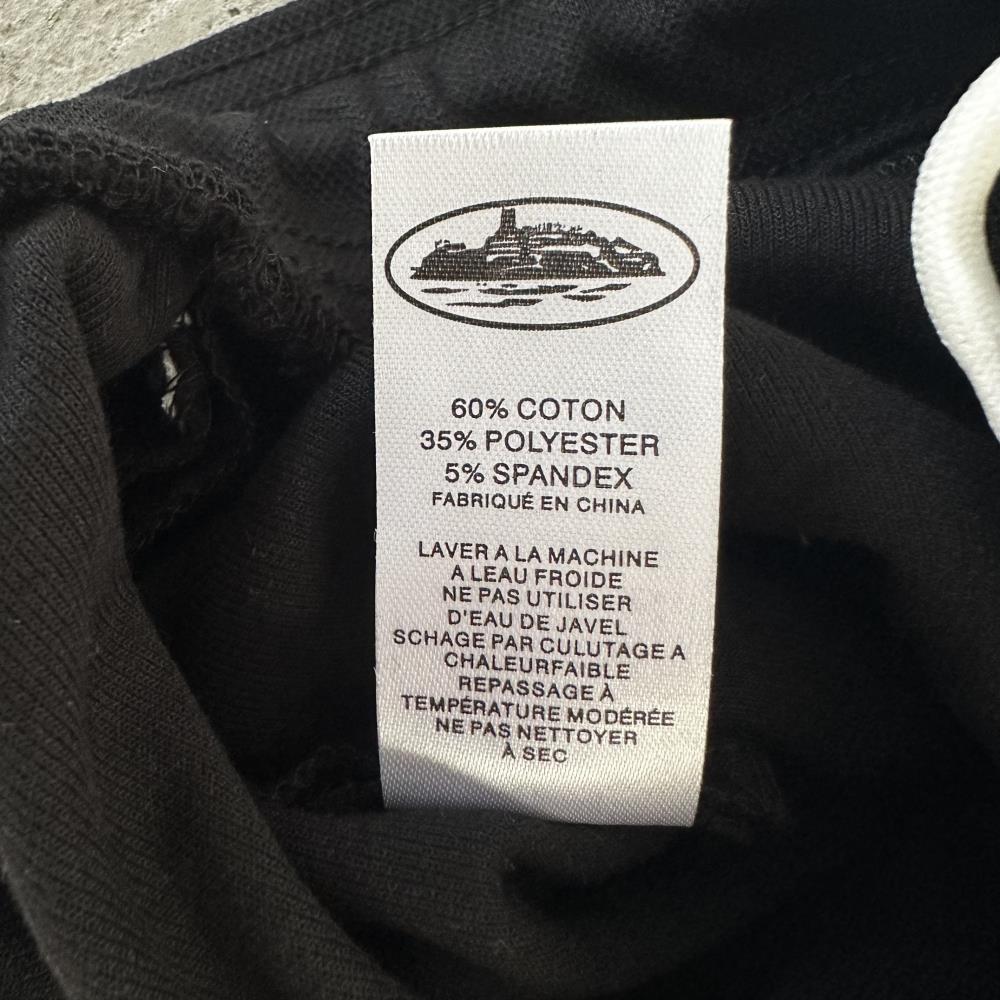 60% COTON
35% POLYESTER
5% SPANDEX
FABRIQUÉ EN CHINA
LAVER A LA MACHINE
A LEAU FROIDE
NE PAS UTILISER
D'EAU DE JAVEL
SCHAGE PAR CULUTAGE A
CHALEURFAIBLE
REPASSAGE À
TEMPÉRATURE MODÉRÉE
NE PAS NETTOYER
À SEC